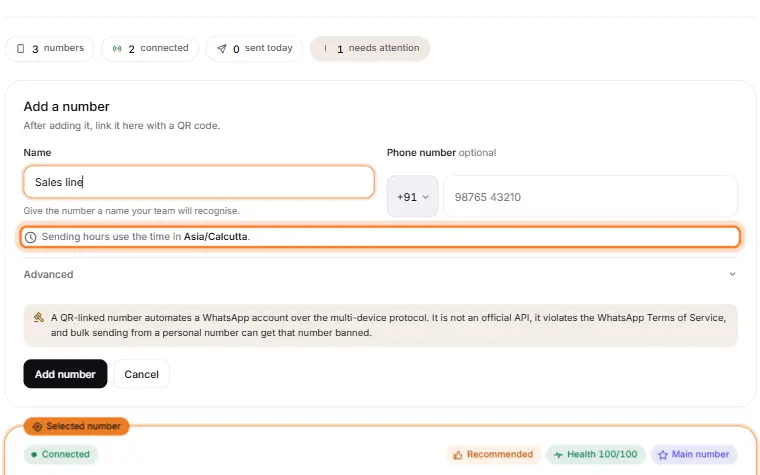 3 numbers
2 connected
0 sent today
1 needs attention
Add a number
After adding it, link it here with a QR code.
Name
Phone number optional
Sales line
+91
98765 43210
Give the number a name your team will recognise.
Sending hours use the time in Asia/Calcutta.
Advanced
A QR-linked number automates a WhatsApp account over the multi-device protocol. It is not an official API, it violates the WhatsApp Terms of Service,
and bulk sending from a personal number can get that number banned.
Add number
Cancel
Selected number
Connected
Recommended
Health 100/100
Main number